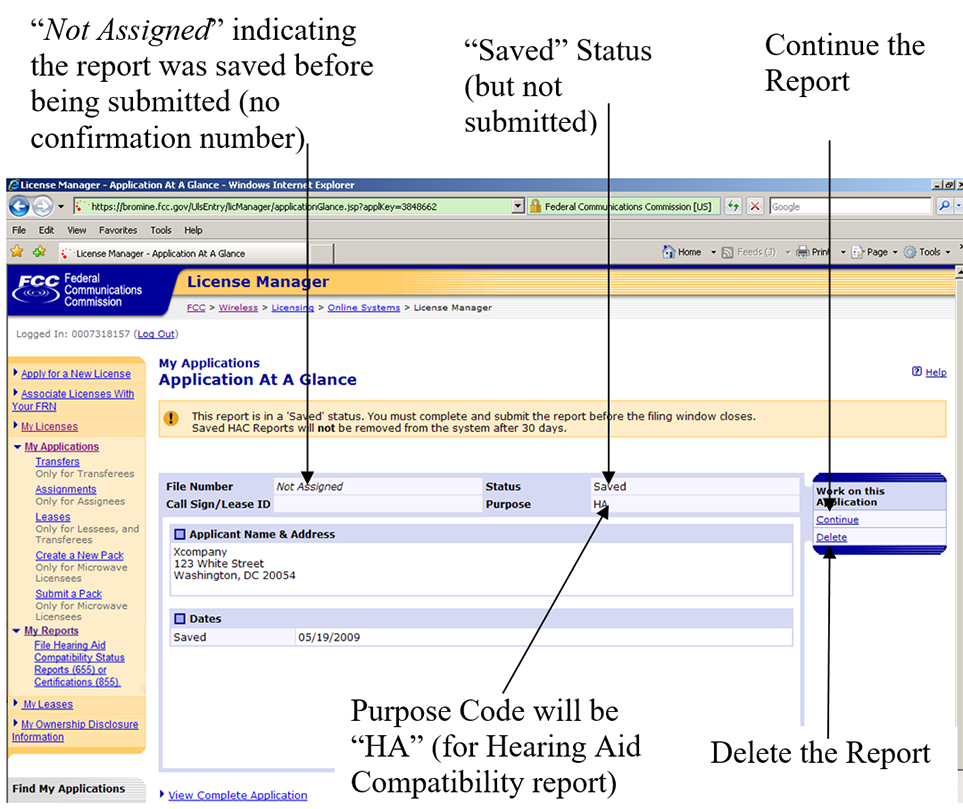 “Not Assigned” indicating
the report was saved before
being submitted (no
confirmation number)
“Saved” Status
(but not
submitted)
Continue the
Report
License Manager - Application At A Glance - Windows Internet Explorer
https://bromine.fcc.gov/UlsEntry/licManager/applicationGlance.jsp?applKey=3848662
Federal Communications Commission [US]
Google
File Edit View Favorites Tools Help
License Manager - Application At A Glance
Home Feeds (J) Print Page Tools
FCC Federal
Communications
Commission
License Manager
FCC > Wireless > Licensing > Online Systems > License Manager
Logged In: 0007318157 (Log Out)
Apply for a New License
Associate Licenses With
Your FRN
My Licenses
My Applications
Transfers
Only for Transferees
Assignments
Only for Assignees
Leases
Only for Lessees, and
Transferees
Create a New Pack
Only for Microwave
Licensees
Submit a Pack
Only for Microwave
Licensees
My Reports
File Hearing Aid
Compatibility Status
Reports (655) or
Certifications (855).
My Leases
My Ownership Disclosure
Information
Find My Applications
My Applications
Application At A Glance
? Help
! This report is in a 'Saved' status. You must complete and submit the report before the filing window closes.
Saved HAC Reports will not be removed from the system after 30 days.
File Number Not Assigned Status Saved
Call Sign/Lease ID Purpose HA
Applicant Name & Address
Xcompany
123 White Street
Washington, DC 20054
Dates
Saved 05/19/2009
Work on this
Application
Continue
Delete
Purpose Code will be
“HA” (for Hearing Aid
Compatibility report)
Delete the Report
View Complete Application